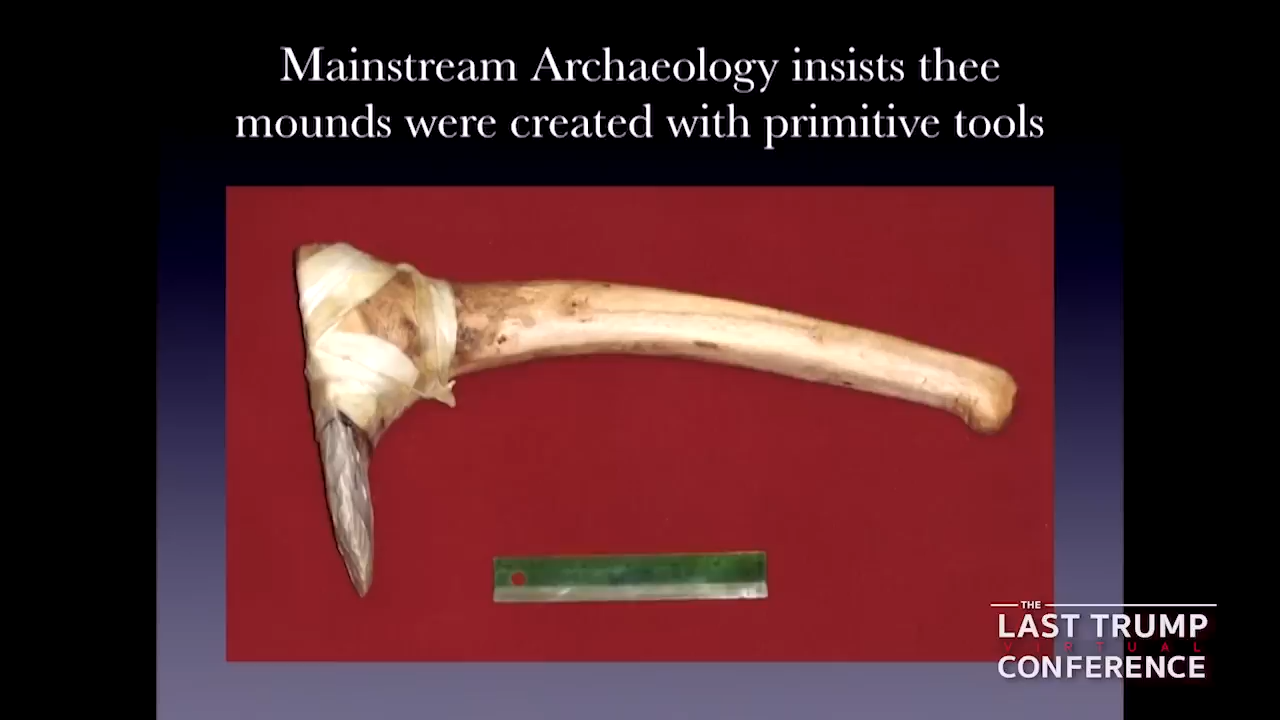 Mainstream Archaeology insists thee
mounds were created with primitive tools
THE
LAST TRUMP
VIRTUAL
CONFERENCE